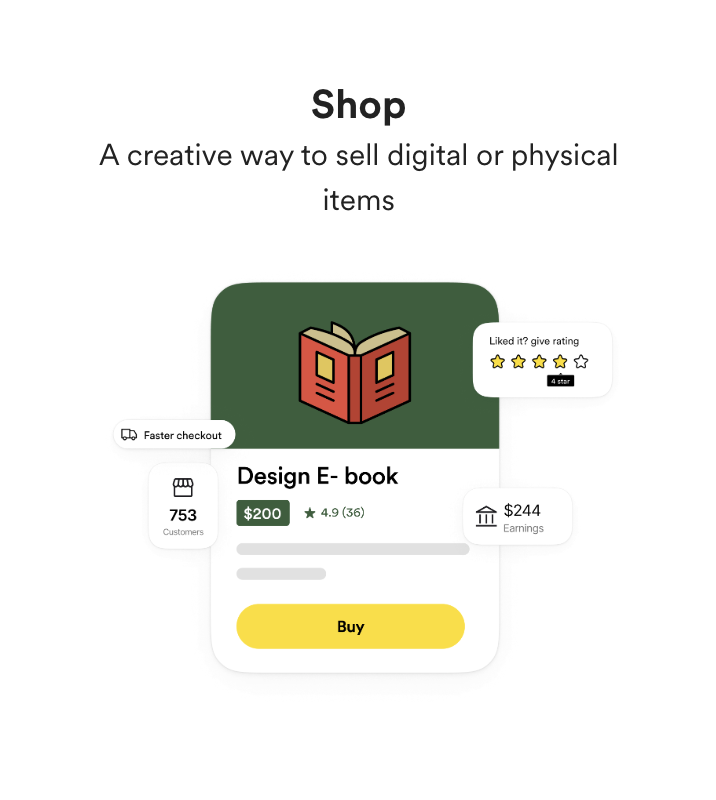 Shop
A creative way to sell digital or physical
items
Liked it? give rating
4 star
Faster checkout
Design E- book
753
Customers
$200
4.9 (36)
$244
Earnings
Buy